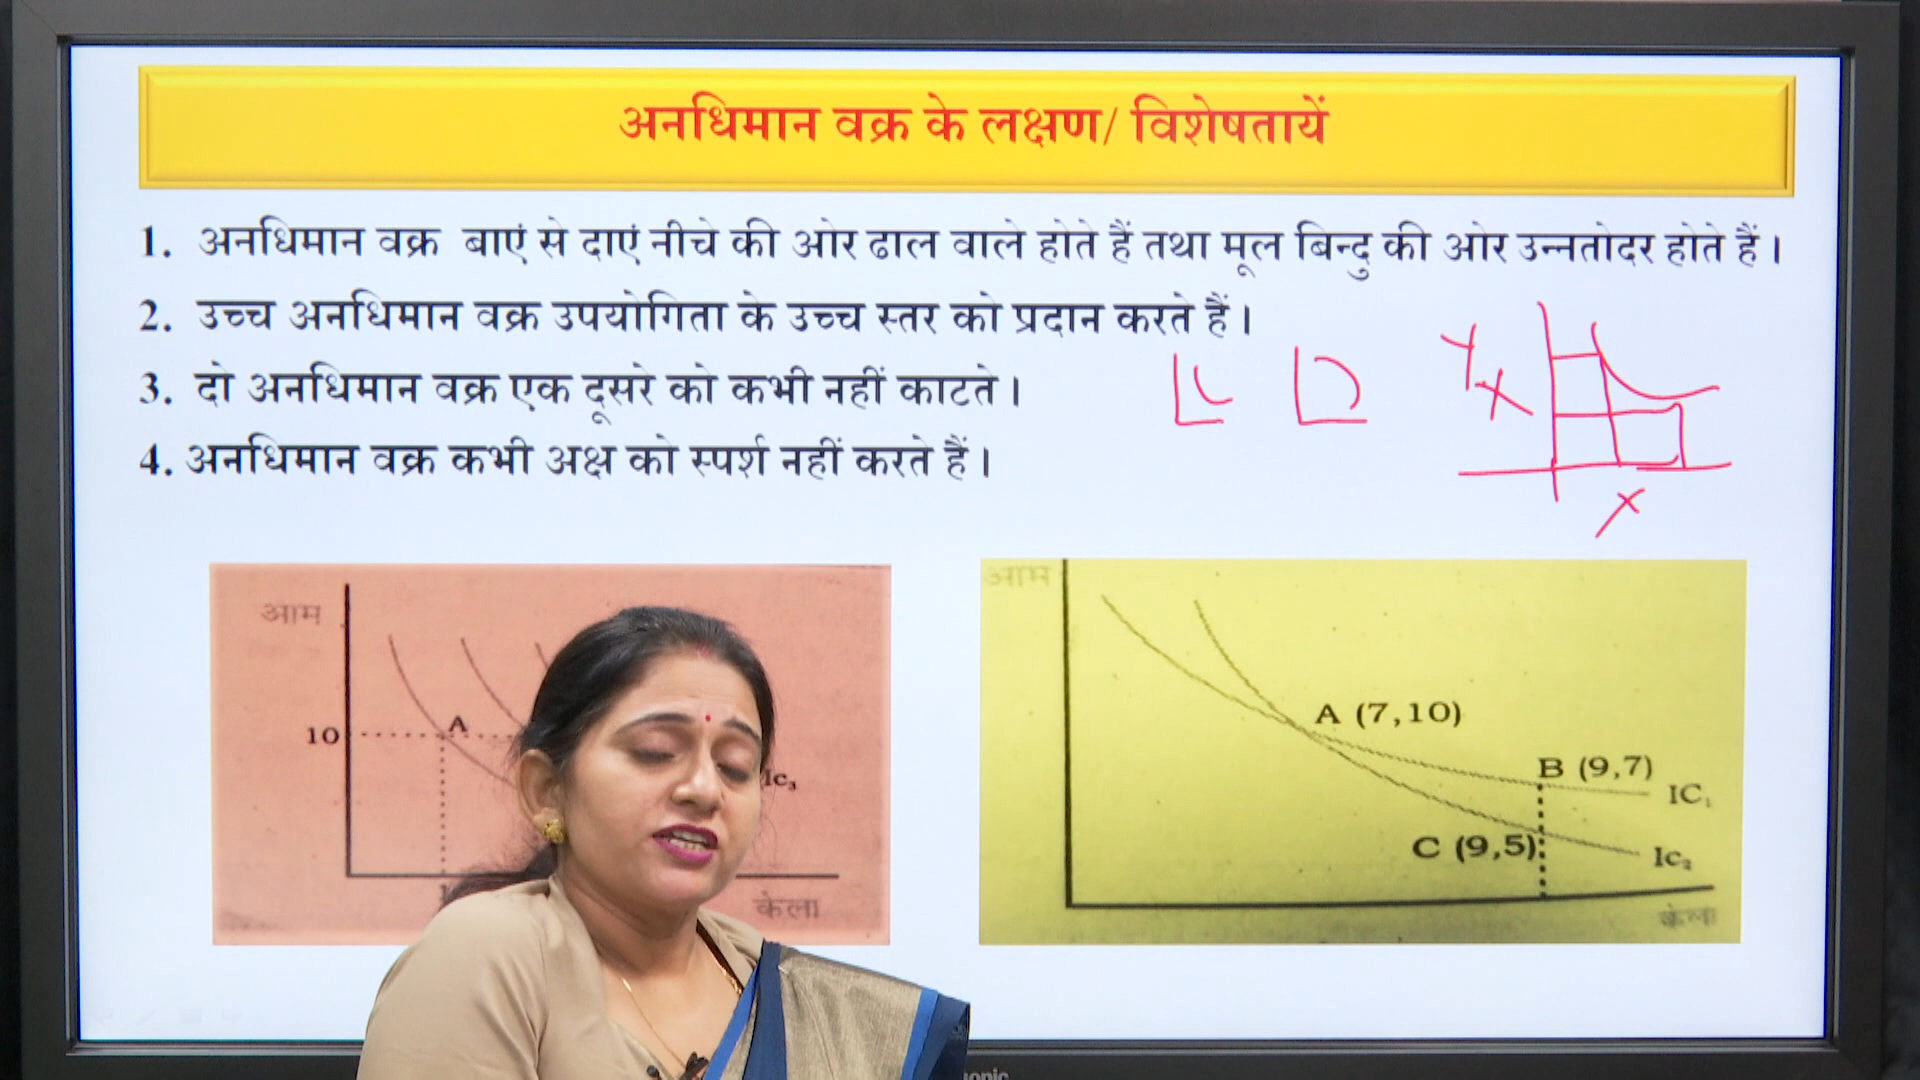 अनधिमान वक्र के लक्षण/ विशेषतायें
1. अनधिमान वक्र बाएं से दाएं नीचे की ओर ढाल वाले होते हैं तथा मूल बिन्दु की ओर उन्नतोदर होते हैं।
2. उच्च अनधिमान वक्र उपयोगिता के उच्च स्तर को प्रदान करते हैं।
3. दो अनधिमान वक्र एक दूसरे को कभी नहीं काटते।
4. अनधिमान वक्र कभी अक्ष को स्पर्श नहीं करते हैं।
Y
X
X
आम
10
A
Ic₃
केला
आम
A (7,10)
B (9,7)
IC₁
C (9,5)
Ic₂
केला